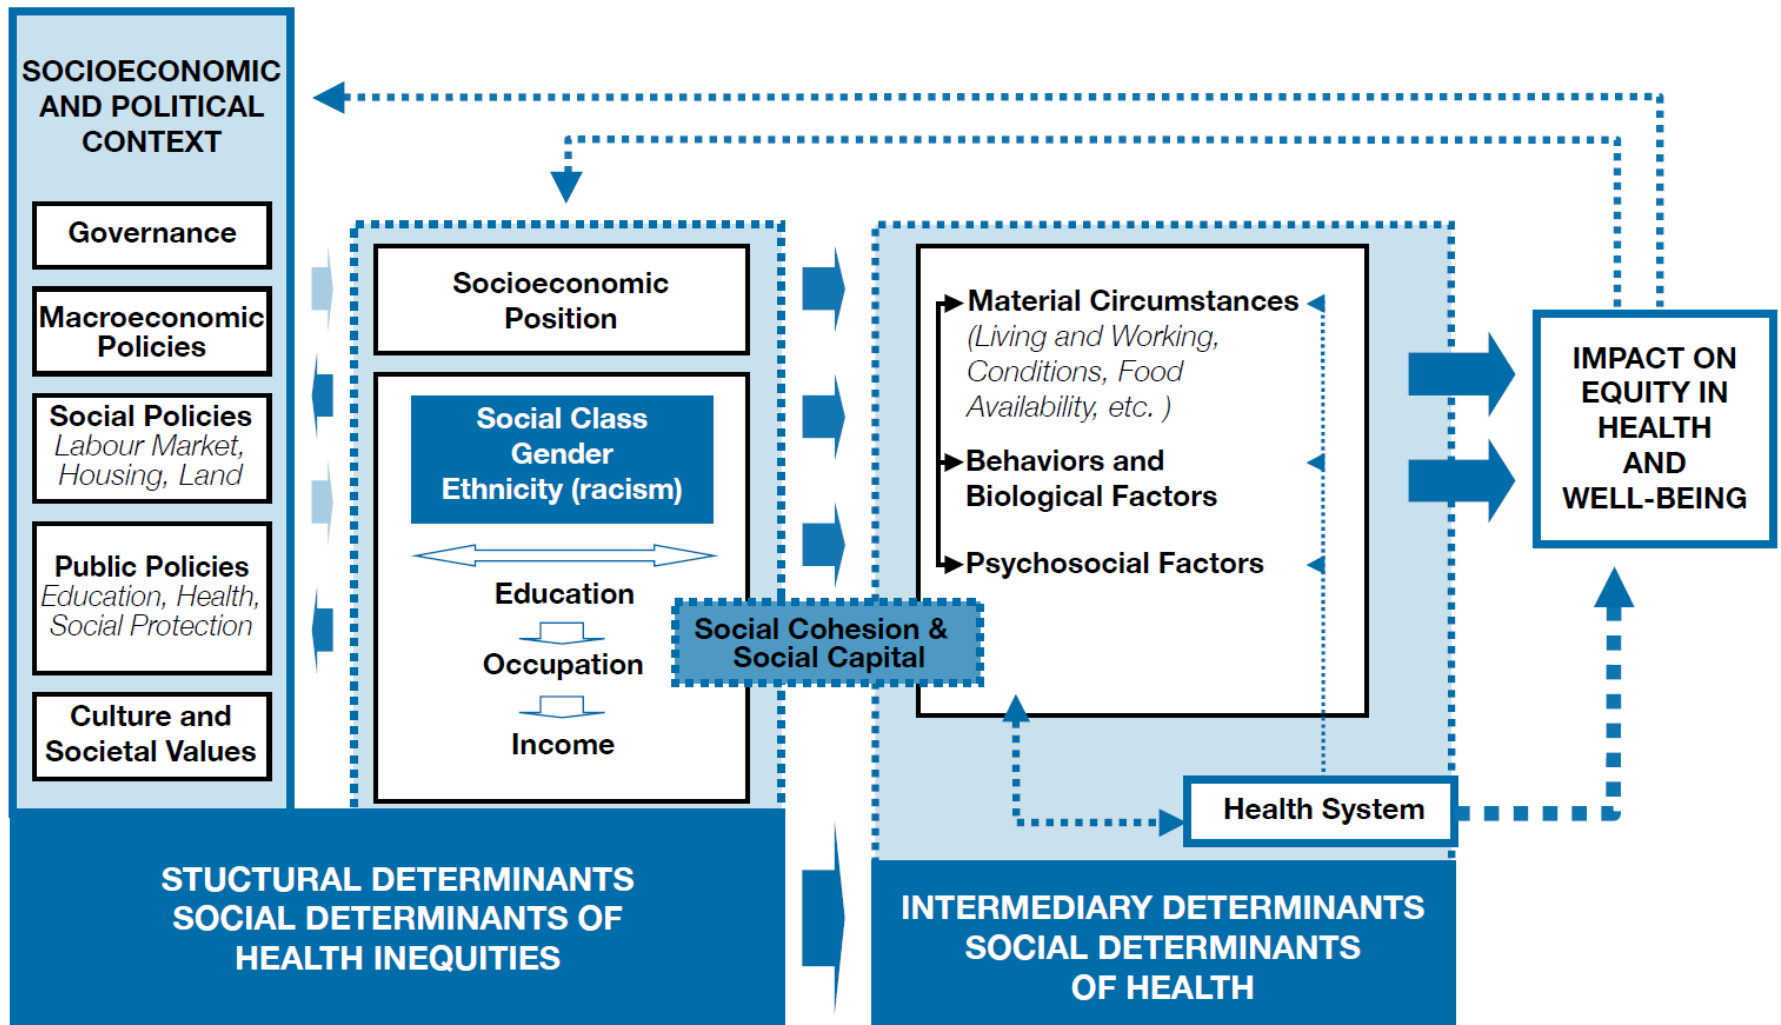 SOCIOECONOMIC
AND POLITICAL
CONTEXT
Governance
Macroeconomic
Policies
Social Policies
Labour Market,
Housing, Land
Public Policies
Education, Health,
Social Protection
Culture and
Societal Values
Socioeconomic
Position
Social Class
Gender
Ethnicity (racism)
Education
Occupation
Income
Social Cohesion &
Social Capital
Material Circumstances
(Living and Working,
Conditions, Food
Availability, etc. )
Behaviors and
Biological Factors
Psychosocial Factors
Health System
IMPACT ON
EQUITY IN
HEALTH
AND
WELL-BEING
STUCTURAL DETERMINANTS
SOCIAL DETERMINANTS OF
HEALTH INEQUITIES
INTERMEDIARY DETERMINANTS
SOCIAL DETERMINANTS
OF HEALTH